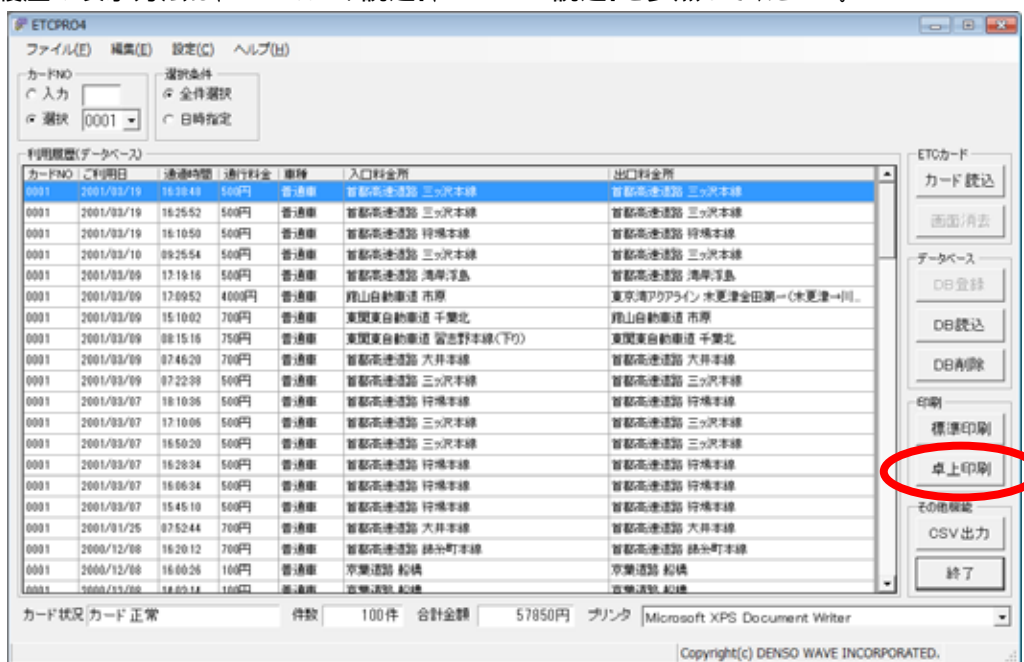 ETCPRO4
ファイル(F) 編集(E) 設定(C) ヘルプ(H)
カードNO 選択条件
入力 全件選択
選択 0001 日時指定
利用履歴(データベース) ETCカード
カードNO ご利用日 通過時間 通行料金 車種 入口料金所 出口料金所
カード読込
0001 2001/03/19 16:30:40 500円 普通車 首都高速道路 三ッ沢本線 首都高速道路 三ッ沢本線
0001 2001/03/19 16:25:52 500円 普通車 首都高速道路 三ッ沢本線 首都高速道路 三ッ沢本線
画面消去
0001 2001/03/19 16:10:50 500円 普通車 首都高速道路 狩場本線 首都高速道路 狩場本線
0001 2001/03/10 09:25:54 500円 普通車 首都高速道路 三ッ沢本線 首都高速道路 三ッ沢本線
データベース
0001 2001/03/09 17:19:16 500円 普通車 首都高速道路 湾岸浮島 首都高速道路 湾岸浮島
DB登録
0001 2001/03/09 17:09:52 4000円 普通車 館山自動車道 市原 東京湾アクアライン 木更津金田第一(木更津→川...
0001 2001/03/09 15:10:02 700円 普通車 東関東自動車道 千葉北 館山自動車道 市原
DB読込
0001 2001/03/09 08:15:16 750円 普通車 東関東自動車道 習志野本線(下り) 東関東自動車道 千葉北
0001 2001/03/09 07:46:20 700円 普通車 首都高速道路 大井本線 首都高速道路 大井本線
DB削除
0001 2001/03/09 07:22:38 500円 普通車 首都高速道路 三ッ沢本線 首都高速道路 三ッ沢本線
0001 2001/03/07 18:10:36 500円 普通車 首都高速道路 狩場本線 首都高速道路 狩場本線
印刷
0001 2001/03/07 17:10:06 500円 普通車 首都高速道路 三ッ沢本線 首都高速道路 三ッ沢本線
標準印刷
0001 2001/03/07 16:50:20 500円 普通車 首都高速道路 三ッ沢本線 首都高速道路 三ッ沢本線
0001 2001/03/07 16:28:34 500円 普通車 首都高速道路 狩場本線 首都高速道路 狩場本線
卓上印刷
0001 2001/03/07 16:06:34 500円 普通車 首都高速道路 狩場本線 首都高速道路 狩場本線
0001 2001/03/07 15:45:10 500円 普通車 首都高速道路 狩場本線 首都高速道路 狩場本線
その他機能
0001 2001/01/25 07:52:44 700円 普通車 首都高速道路 大井本線 首都高速道路 大井本線
CSV出力
0001 2000/12/08 16:20:12 700円 普通車 首都高速道路 錦糸町本線 首都高速道路 錦糸町本線
0001 2000/12/08 16:00:26 100円 普通車 京葉道路 船橋 京葉道路 船橋
終了
カード状況 カード正常 件数 100件 合計金額 57850円 プリンタ Microsoft XPS Document Writer
Copyright(c) DENSO WAVE INCORPORATED.